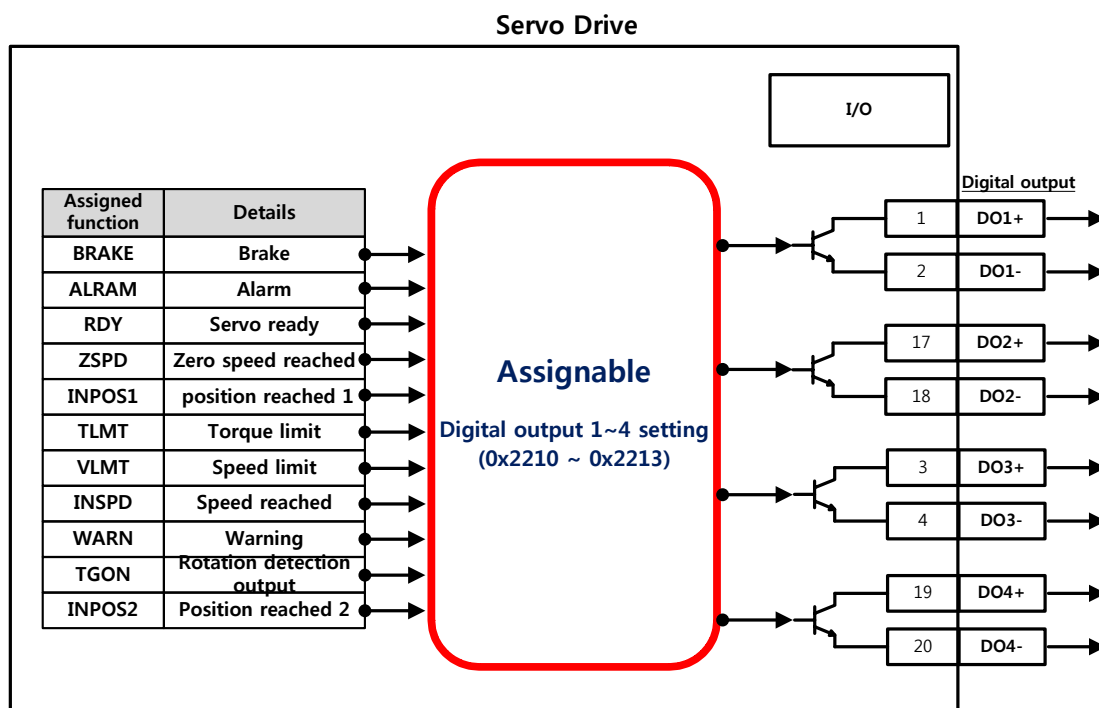 Servo Drive
I/O
Digital output
Assigned
function
Details
BRAKE
Brake
ALRAM
Alarm
RDY
Servo ready
ZSPD
Zero speed reached
INPOS1
position reached 1
TLMT
Torque limit
VLMT
Speed limit
INSPD
Speed reached
WARN
Warning
TGON
Rotation detection
output
INPOS2
Position reached 2
Assignable
Digital output 1~4 setting
(0x2210 ~ 0x2213)
1
DO1+
2
DO1-
17
DO2+
18
DO2-
3
DO3+
4
DO3-
19
DO4+
20
DO4-